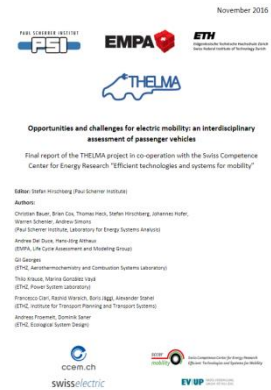 November 2016
PAUL SCHERRER INSTITUT
PSI
EMPA
ETH
Eidgenössische Technische Hochschule Zürich
Swiss Federal Institute of Technology Zurich
THELMA
Opportunities and challenges for electric mobility: an interdisciplinary
assessment of passenger vehicles
Final report of the THELMA project in co-operation with the Swiss Competence
Center for Energy Research "Efficient technologies and systems for mobility"
Editor: Stefan Hirschberg (Paul Scherrer Institute)
Authors:
Christian Bauer, Brian Cox, Thomas Heck, Stefan Hirschberg, Johannes Hofer,
Warren Schenler, Andrew Simons
(Paul Scherrer Institute, Laboratory for Energy Systems Analysis)
Andrea Del Duce, Hans-Jörg Althaus
(EMPA, Life Cycle Assessment and Modeling Group)
Gil Georges
(ETHZ, Aerothermochemistry and Combustion Systems Laboratory)
Thilo Krause, Marina González Vayá
(ETHZ, Power System Laboratory)
Francesco Ciari, Rashid Waraich, Boris Jäggi, Alexander Stahel
(ETHZ, Institute for Transport Planning and Transport Systems)
Andreas Froemelt, Dominik Saner
(ETHZ, Ecological System Design)
ccem.ch
Swiss Competence Center for Energy Research
Efficient Technologies and Systems for Mobility
swisselectric